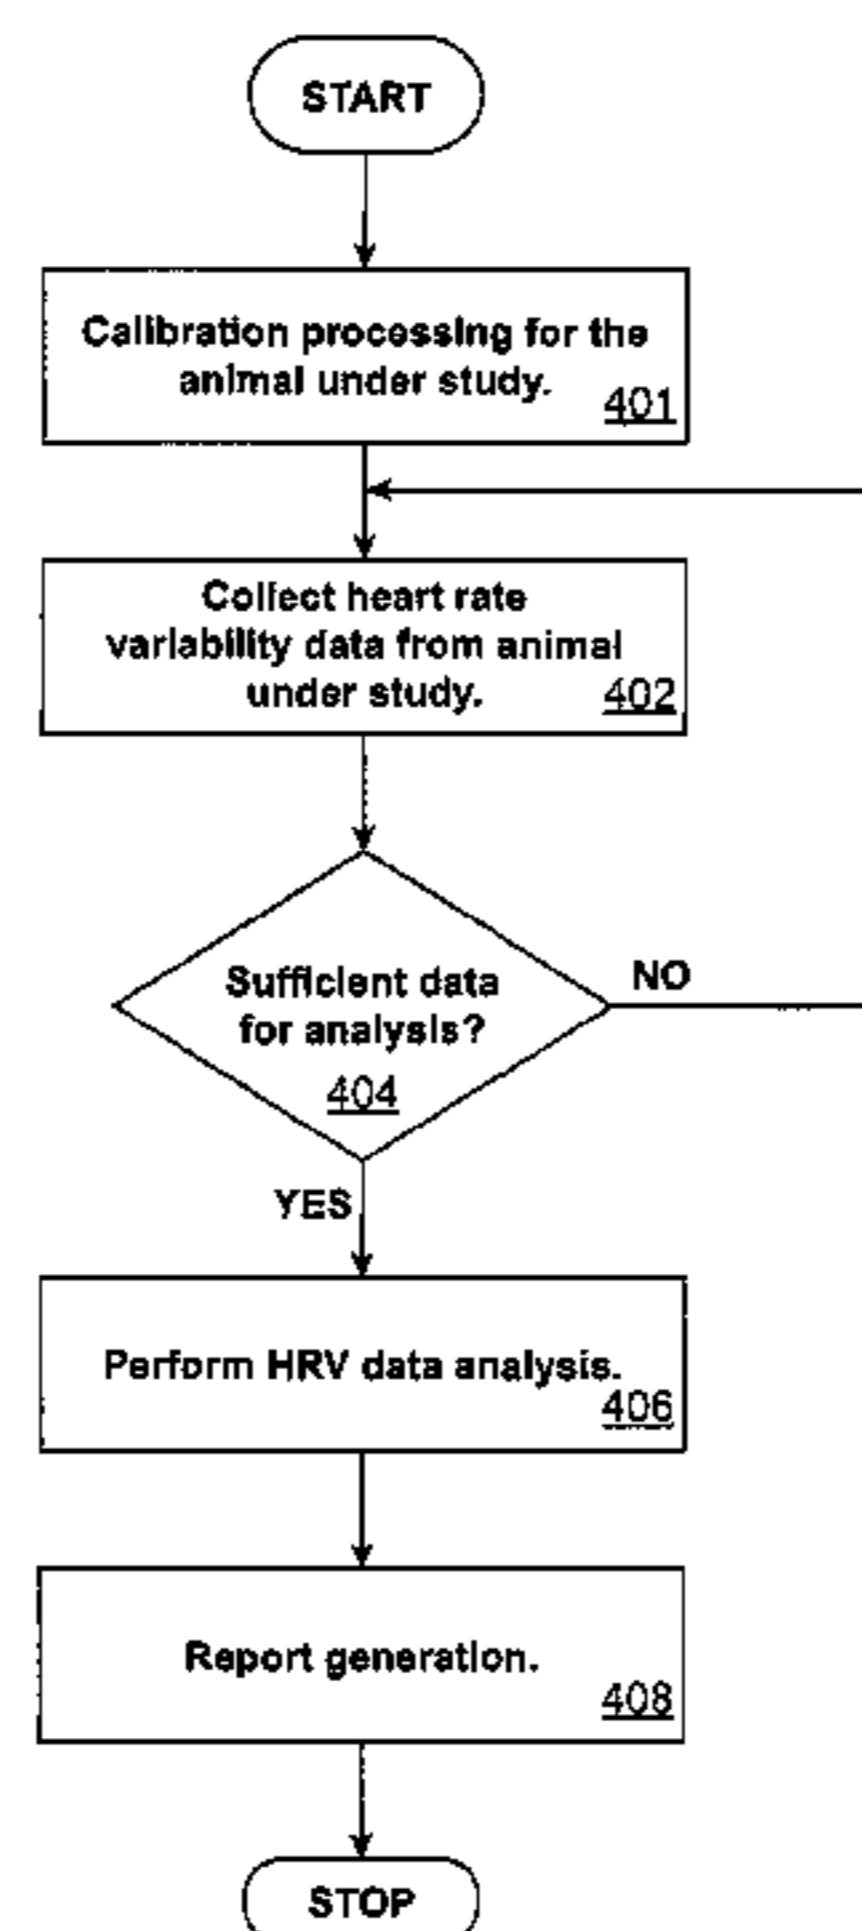 START
Calibration processing for the
animal under study.
401
Collect heart rate
variability data from animal
under study.
402
Sufficient data
for analysis?
404
NO
YES
Perform HRV data analysis.
406
Report generation.
408
STOP